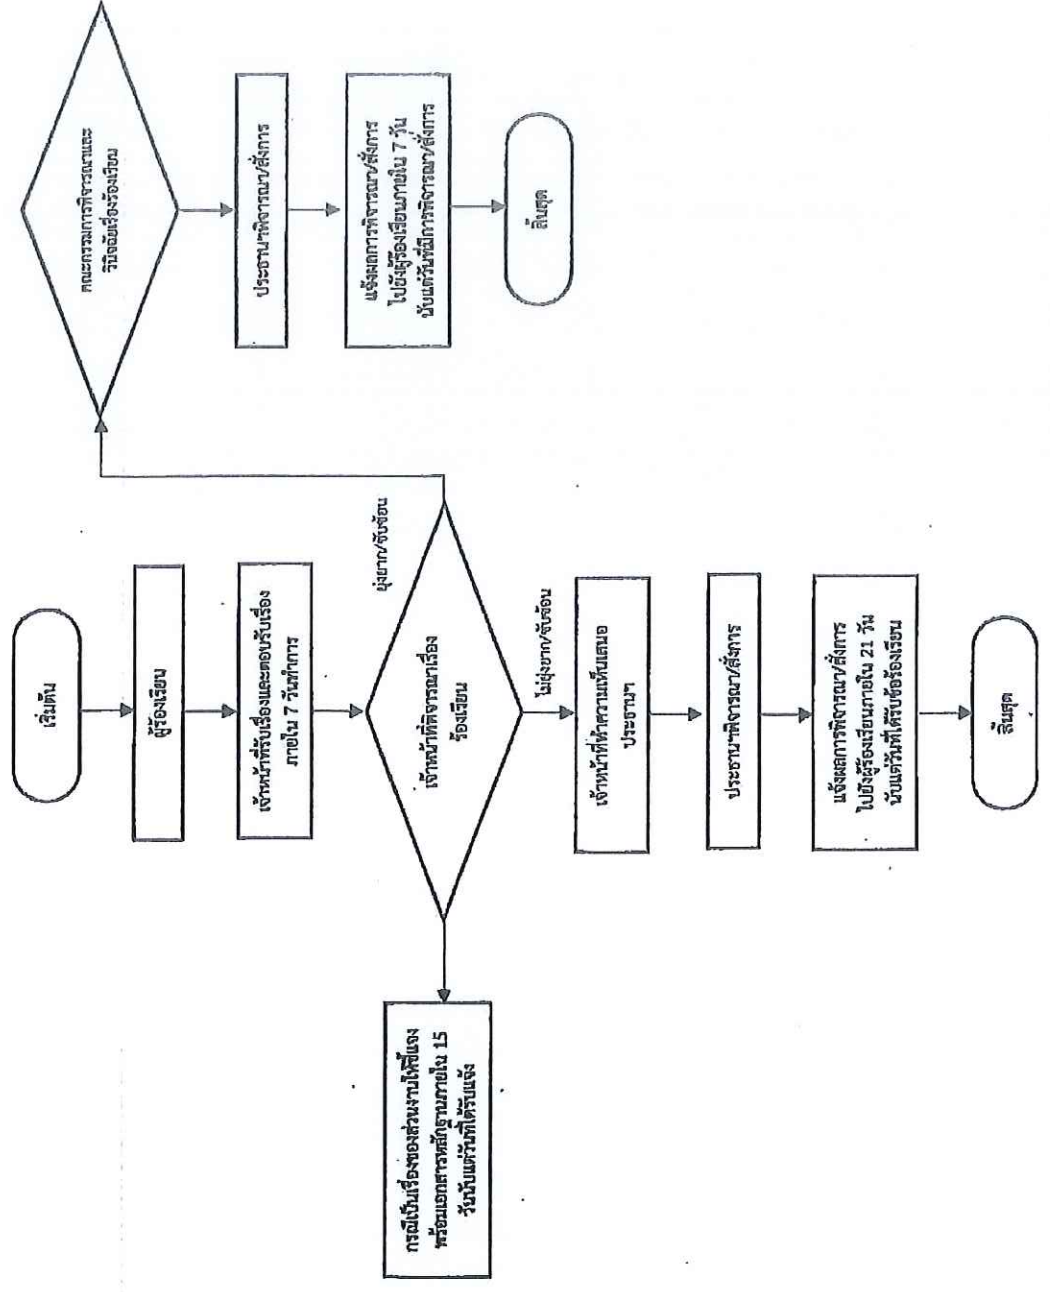 เริ่มต้น
ผู้ร้องเรียน
เจ้าหน้าที่รับเรื่องและตอบรับเรื่อง
ภายใน 7 วันทำการ
เจ้าหน้าที่พิจารณาเรื่อง
ร้องเรียน
กรณีเป็นเรื่องของส่วนงานให้ชี้แจง
พร้อมเอกสารหลักฐานภายใน 15
วันนับแต่วันที่ได้รับแจ้ง
ไม่ยุ่งยาก/ซับซ้อน
เจ้าหน้าที่ทำความเห็นเสนอ
ประธานฯ
ประธานฯพิจารณา/สั่งการ
แจ้งผลการพิจารณา/สั่งการ
ไปยังผู้ร้องเรียนภายใน 21 วัน
นับแต่วันที่ได้รับข้อร้องเรียน
สิ้นสุด
ยุ่งยาก/ซับซ้อน
คณะกรรมการพิจารณาและ
วินิจฉัยเรื่องร้องเรียน
ประธานฯพิจารณา/สั่งการ
แจ้งผลการพิจารณา/สั่งการ
ไปยังผู้ร้องเรียนภายใน 7 วัน
นับแต่วันที่มีการพิจารณา/สั่งการ
สิ้นสุด